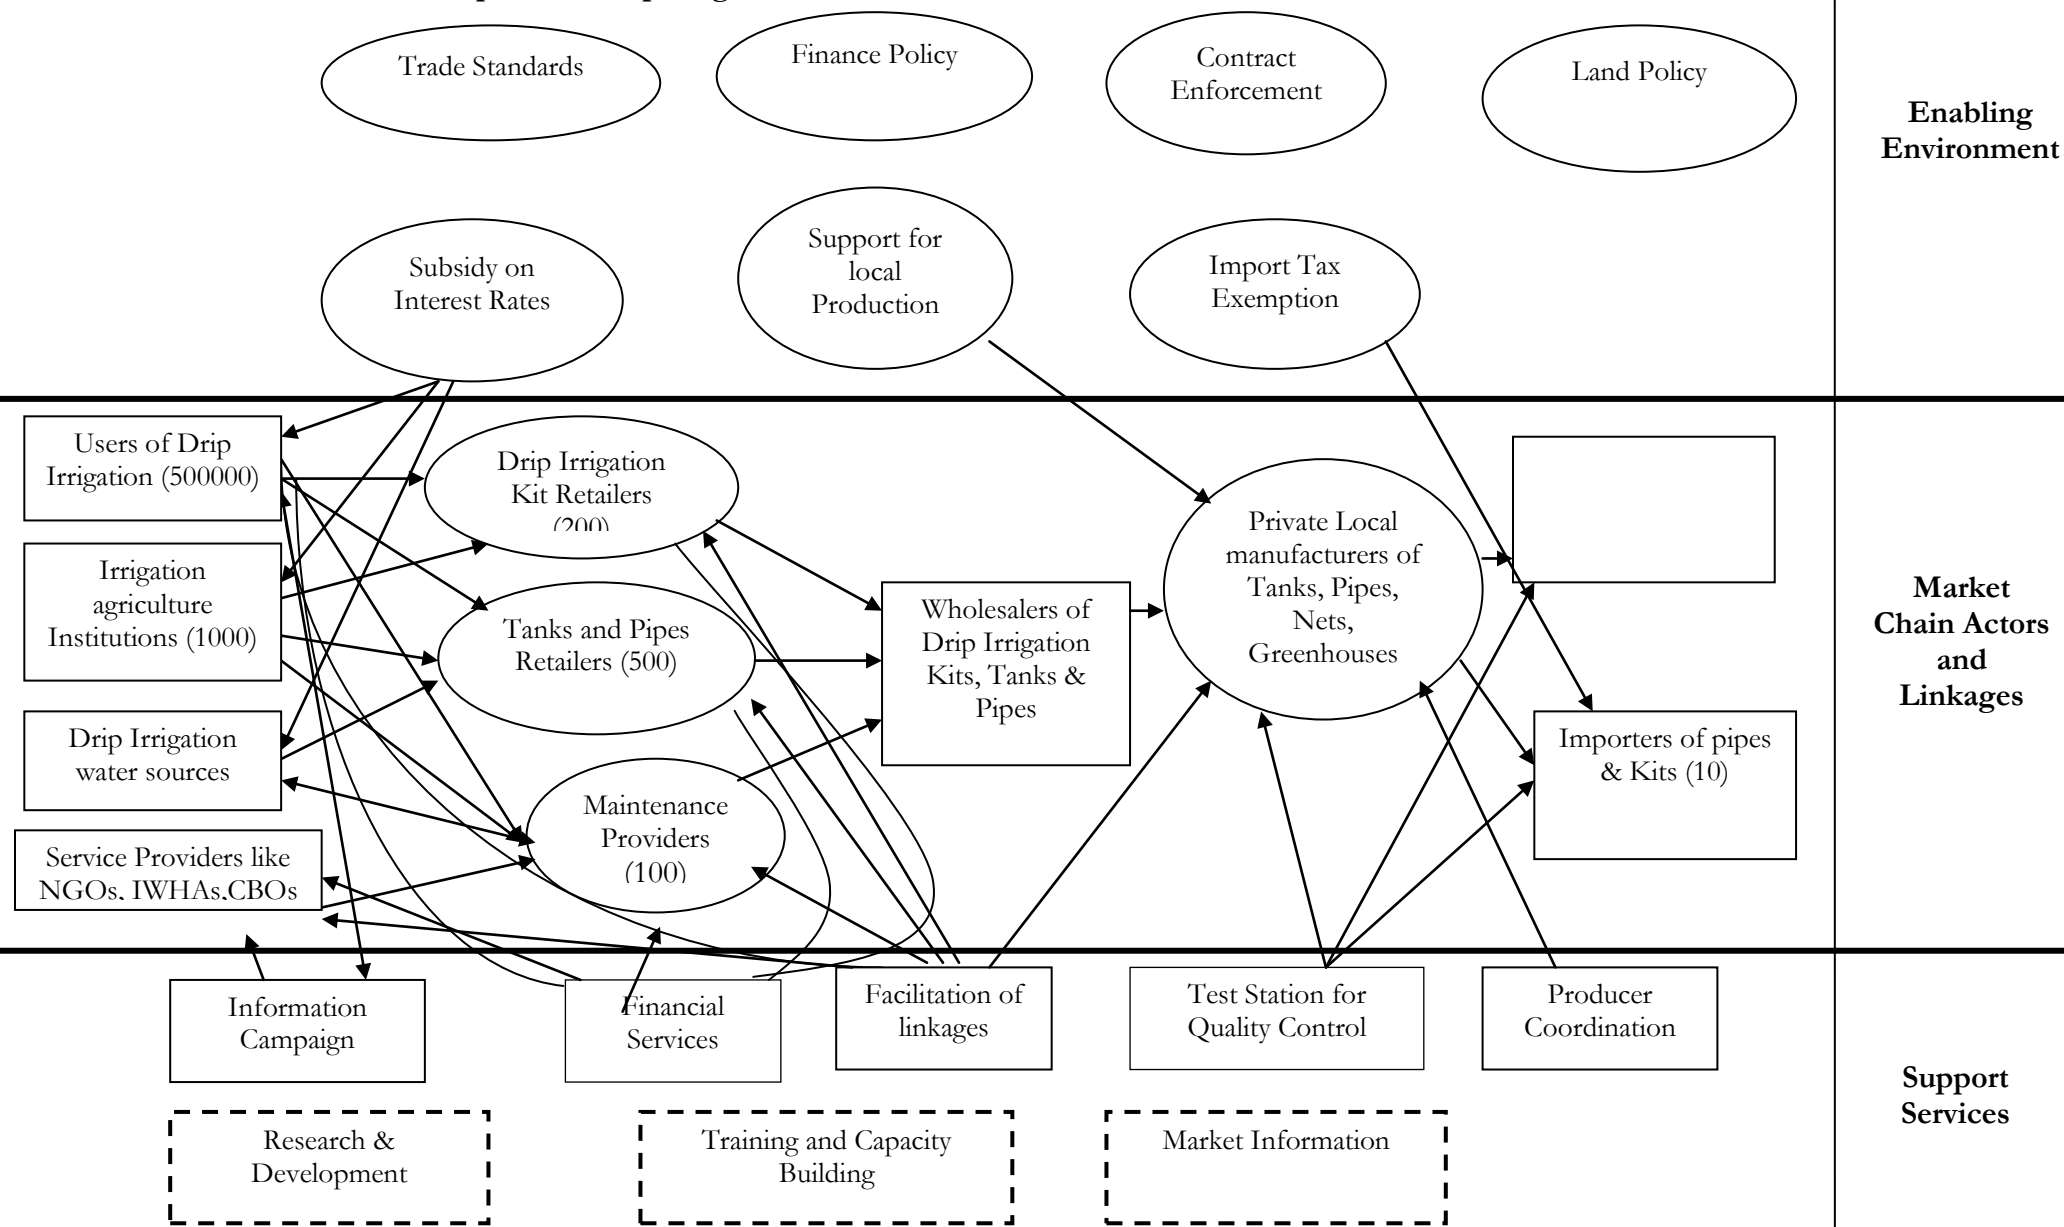 Trade Standards
Finance Policy
Contract
Enforcement
Land Policy
Enabling
Environment
Subsidy on
Interest Rates
Support for
local
Production
Import Tax
Exemption
Users of Drip
Irrigation (500000)
Drip Irrigation
Kit Retailers
(200)
Irrigation
agriculture
Institutions (1000)
Tanks and Pipes
Retailers (500)
Wholesalers of
Drip Irrigation
Kits, Tanks &
Pipes
Private Local
manufacturers of
Tanks, Pipes,
Nets,
Greenhouses
Market
Chain Actors
and
Linkages
Drip Irrigation
water sources
Maintenance
Providers
(100)
Importers of pipes
& Kits (10)
Service Providers like
NGOs, IWHAs,CBOs
Information
Campaign
Financial
Services
Facilitation of
linkages
Test Station for
Quality Control
Producer
Coordination
Support
Services
Research &
Development
Training and Capacity
Building
Market Information